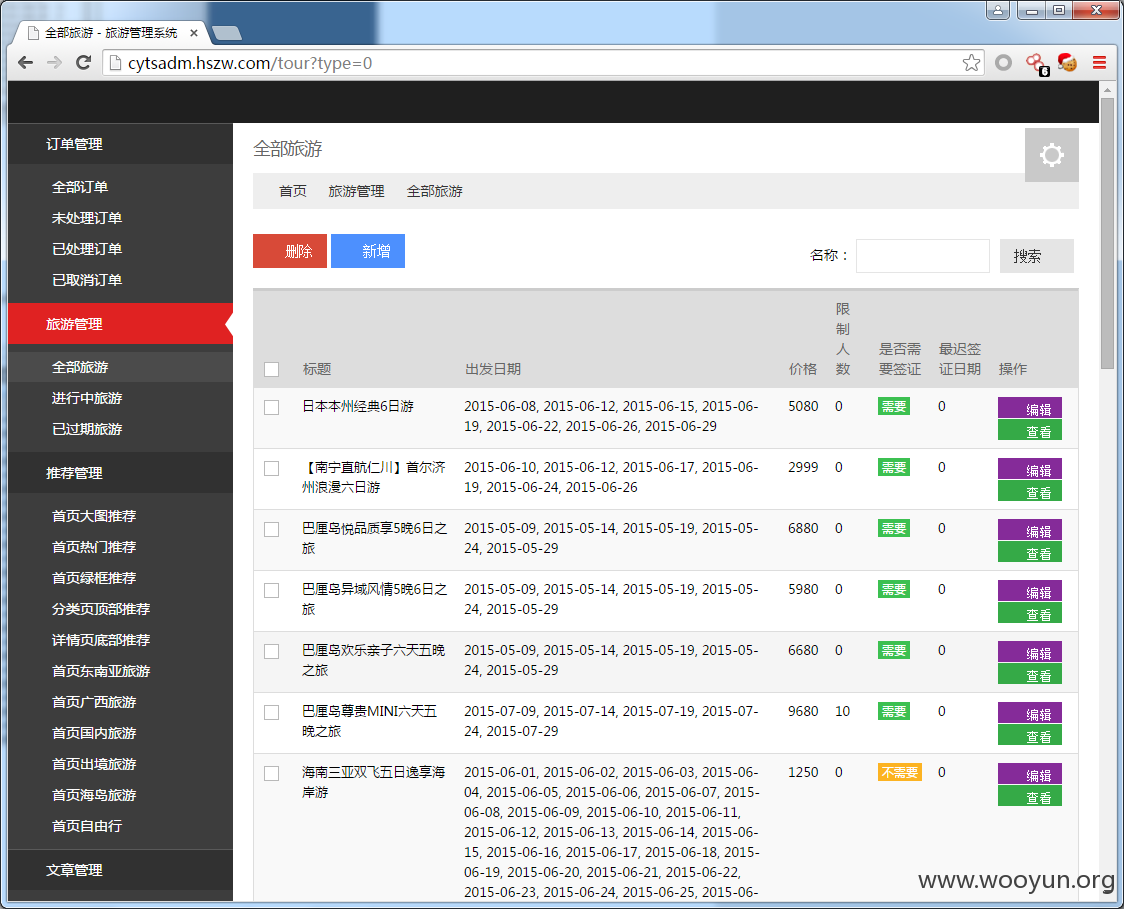 全部旅游 - 旅游管理系统
cytsadm.hszw.com/tour?type=0
6
订单管理
全部订单
未处理订单
已处理订单
已取消订单
旅游管理
全部旅游
进行中旅游
已过期旅游
推荐管理
首页大图推荐
首页热门推荐
首页绿框推荐
分类页顶部推荐
详情页底部推荐
首页东南亚旅游
首页广西旅游
首页国内旅游
首页出境旅游
首页海岛旅游
首页自由行
文章管理
全部旅游
首页 旅游管理 全部旅游
删除 新增 名称： 搜索
标题 出发日期 价格 限制人数 是否需要签证 最迟签证日期 操作
日本本州经典6日游 2015-06-08, 2015-06-12, 2015-06-15, 2015-06- 5080 0 需要 0 编辑
19, 2015-06-22, 2015-06-26, 2015-06-29 查看
【南宁直航仁川】首尔济 2015-06-10, 2015-06-12, 2015-06-17, 2015-06- 2999 0 需要 0 编辑
州浪漫六日游 19, 2015-06-24, 2015-06-26 查看
巴厘岛悦品质享5晚6日之 2015-05-09, 2015-05-14, 2015-05-19, 2015-05- 6880 0 需要 0 编辑
旅 24, 2015-05-29 查看
巴厘岛异域风情5晚6日之 2015-05-09, 2015-05-14, 2015-05-19, 2015-05- 5980 0 需要 0 编辑
旅 24, 2015-05-29 查看
巴厘岛欢乐亲子六天五晚 2015-05-09, 2015-05-14, 2015-05-19, 2015-05- 6680 0 需要 0 编辑
之旅 24, 2015-05-29 查看
巴厘岛尊贵MINI六天五 2015-07-09, 2015-07-14, 2015-07-19, 2015-07- 9680 10 需要 0 编辑
晚之旅 24, 2015-07-29 查看
海南三亚双飞五日逸享海 2015-06-01, 2015-06-02, 2015-06-03, 2015-06- 1250 0 不需要 0 编辑
岸游 04, 2015-06-05, 2015-06-06, 2015-06-07, 2015- 查看
06-08, 2015-06-09, 2015-06-10, 2015-06-11,
2015-06-12, 2015-06-13, 2015-06-14, 2015-06-
15, 2015-06-16, 2015-06-17, 2015-06-18, 2015-
06-19, 2015-06-20, 2015-06-21, 2015-06-22,
2015-06-23, 2015-06-24, 2015-06-25, 2015-06-
www.wooyun.org